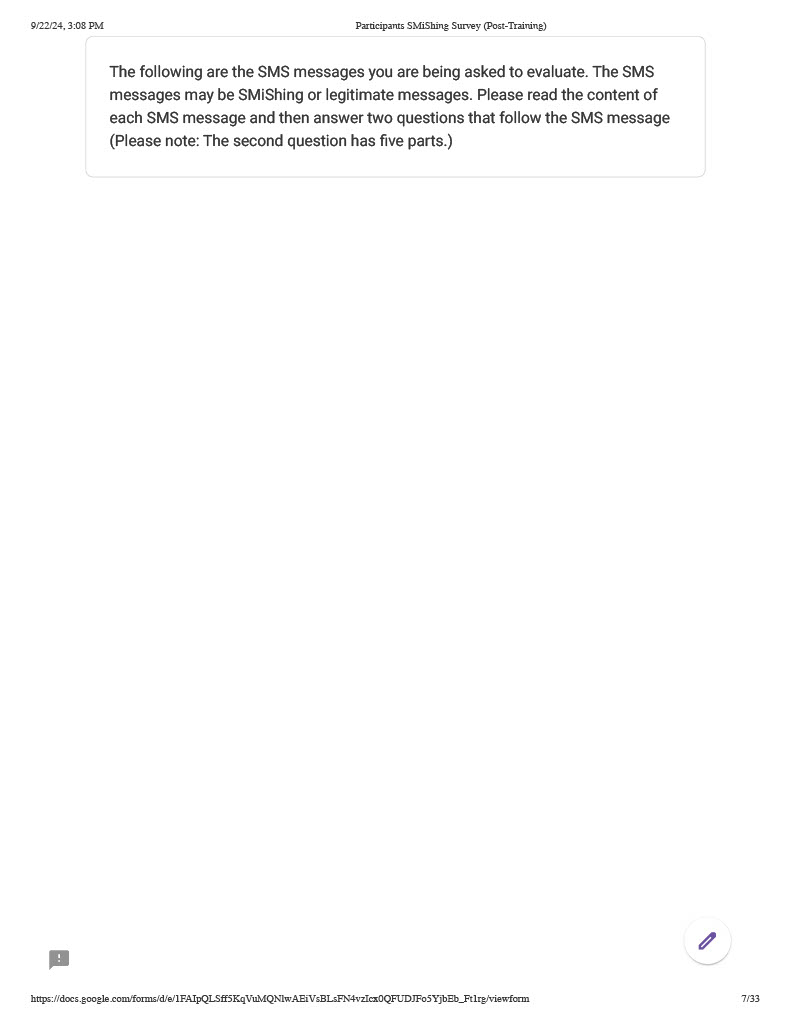 9/22/24, 3:08 PM Participants SMiShing Survey (Post-Training)
The following are the SMS messages you are being asked to evaluate. The SMS
messages may be SMiShing or legitimate messages. Please read the content of
each SMS message and then answer two questions that follow the SMS message
(Please note: The second question has five parts.)
https://docs.google.com/forms/d/e/1FAIpQLSff5KqVuMQNlwAEiVsBLsFN4vzIcx0QFUDJFo5YjbEb_Ft1rg/viewform 7/33